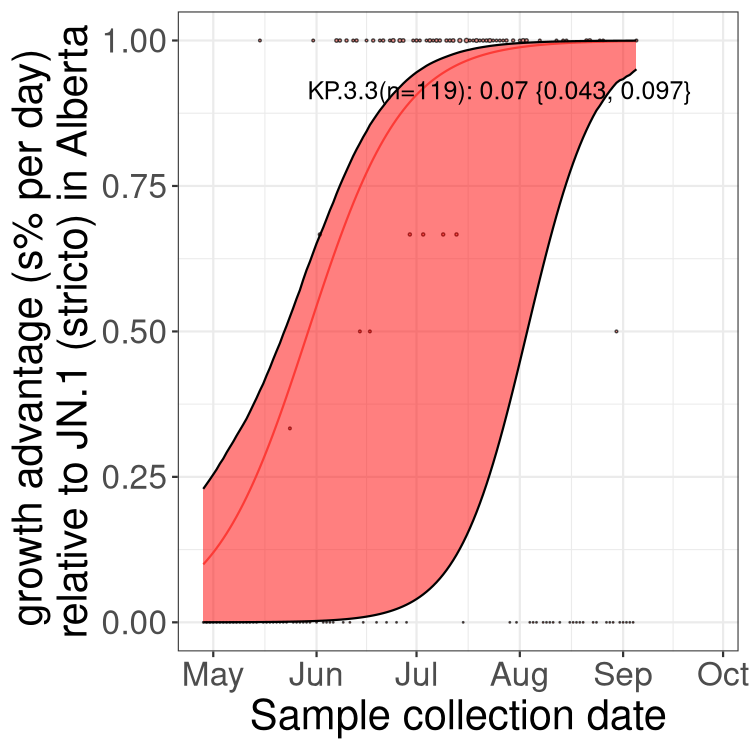 growth advantage (s% per day)
relative to JN.1 (stricto) in Alberta
1.00
0.75
0.50
0.25
0.00
KP.3.3(n=119): 0.07 {0.043, 0.097}
May Jun Jul Aug Sep Oct
Sample collection date